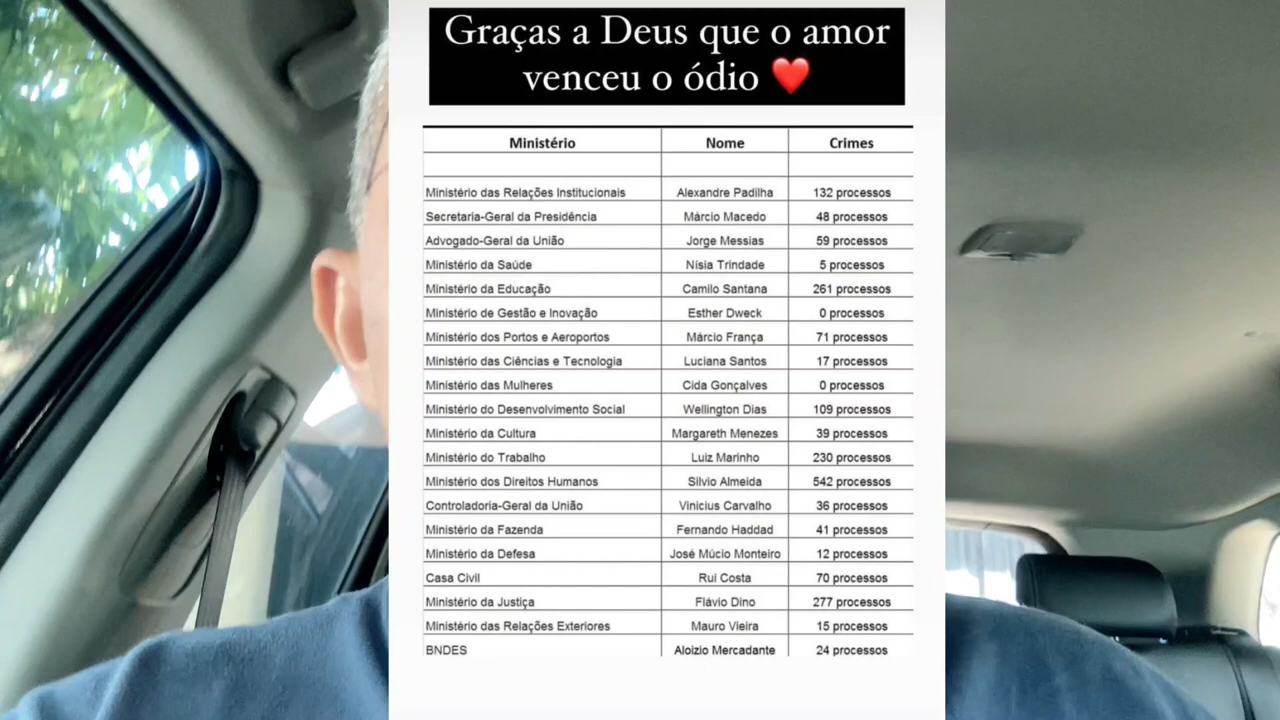 Graças a Deus que o amor
venceu o ódio ❤️
Ministério Nome Crimes
Ministério das Relações Institucionais Alexandre Padilha 132 processos
Secretaria-Geral da Presidência Márcio Macedo 48 processos
Advogado-Geral da União Jorge Messias 59 processos
Ministério da Saúde Nísia Trindade 5 processos
Ministério da Educação Camilo Santana 261 processos
Ministério de Gestão e Inovação Esther Dweck 0 processos
Ministério dos Portos e Aeroportos Márcio França 71 processos
Ministério das Ciências e Tecnologia Luciana Santos 17 processos
Ministério das Mulheres Cida Gonçalves 0 processos
Ministério do Desenvolvimento Social Wellington Dias 109 processos
Ministério da Cultura Margareth Menezes 39 processos
Ministério do Trabalho Luiz Marinho 230 processos
Ministério dos Direitos Humanos Silvio Almeida 542 processos
Controladoria-Geral da União Vinicius Carvalho 36 processos
Ministério da Fazenda Fernando Haddad 41 processos
Ministério da Defesa José Múcio Monteiro 12 processos
Casa Civil Rui Costa 70 processos
Ministério da Justiça Flávio Dino 277 processos
Ministério das Relações Exteriores Mauro Vieira 15 processos
BNDES Aloizio Mercadante 24 processos